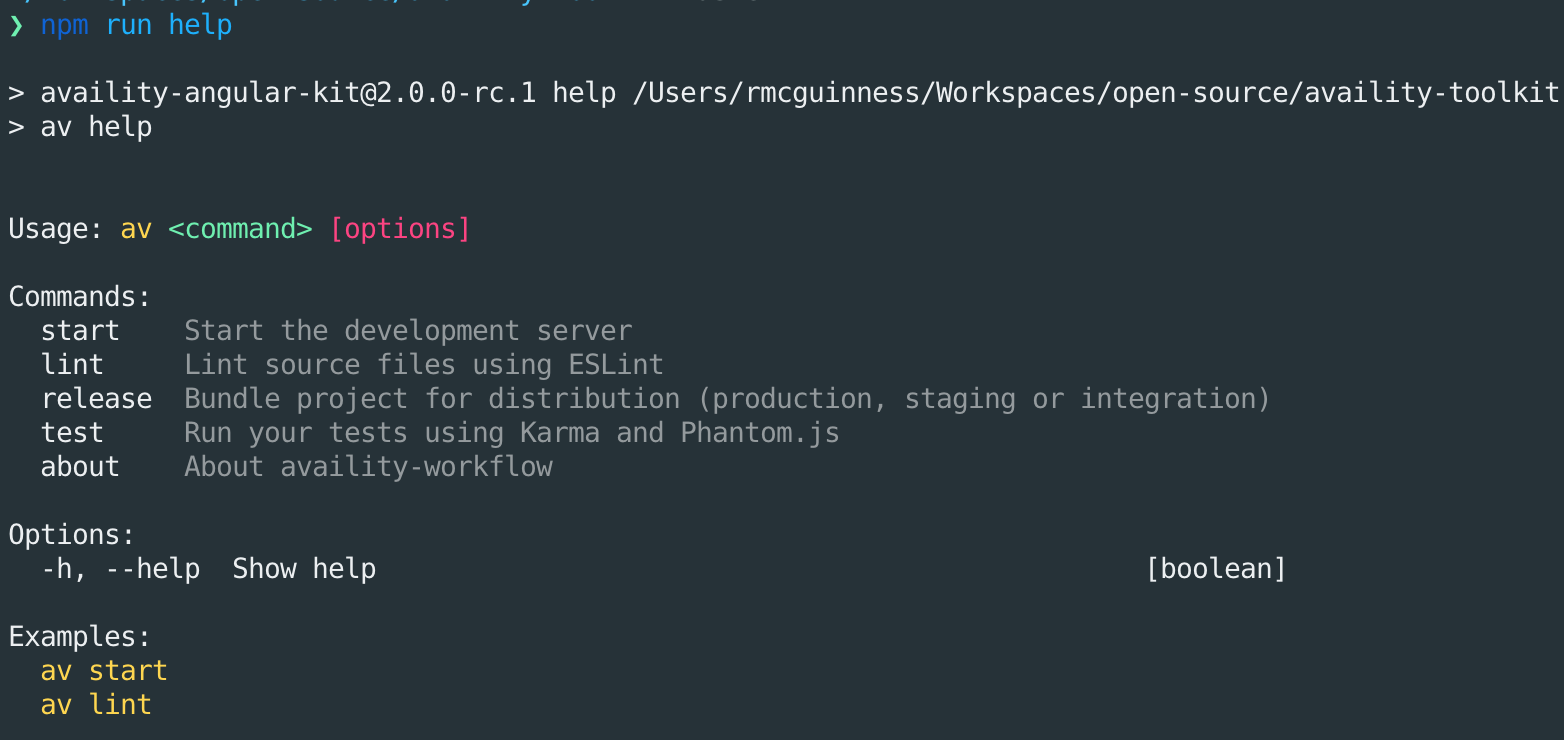 ❯ npm run help
> availity-angular-kit@2.0.0-rc.1 help /Users/rmcguinness/Workspaces/open-source/availity-toolkit
> av help
Usage: av <command> [options]
Commands:
  start    Start the development server
  lint     Lint source files using ESLint
  release  Bundle project for distribution (production, staging or integration)
  test     Run your tests using Karma and Phantom.js
  about    About availity-workflow
Options:
  -h, --help  Show help                                                [boolean]
Examples:
  av start
  av lint